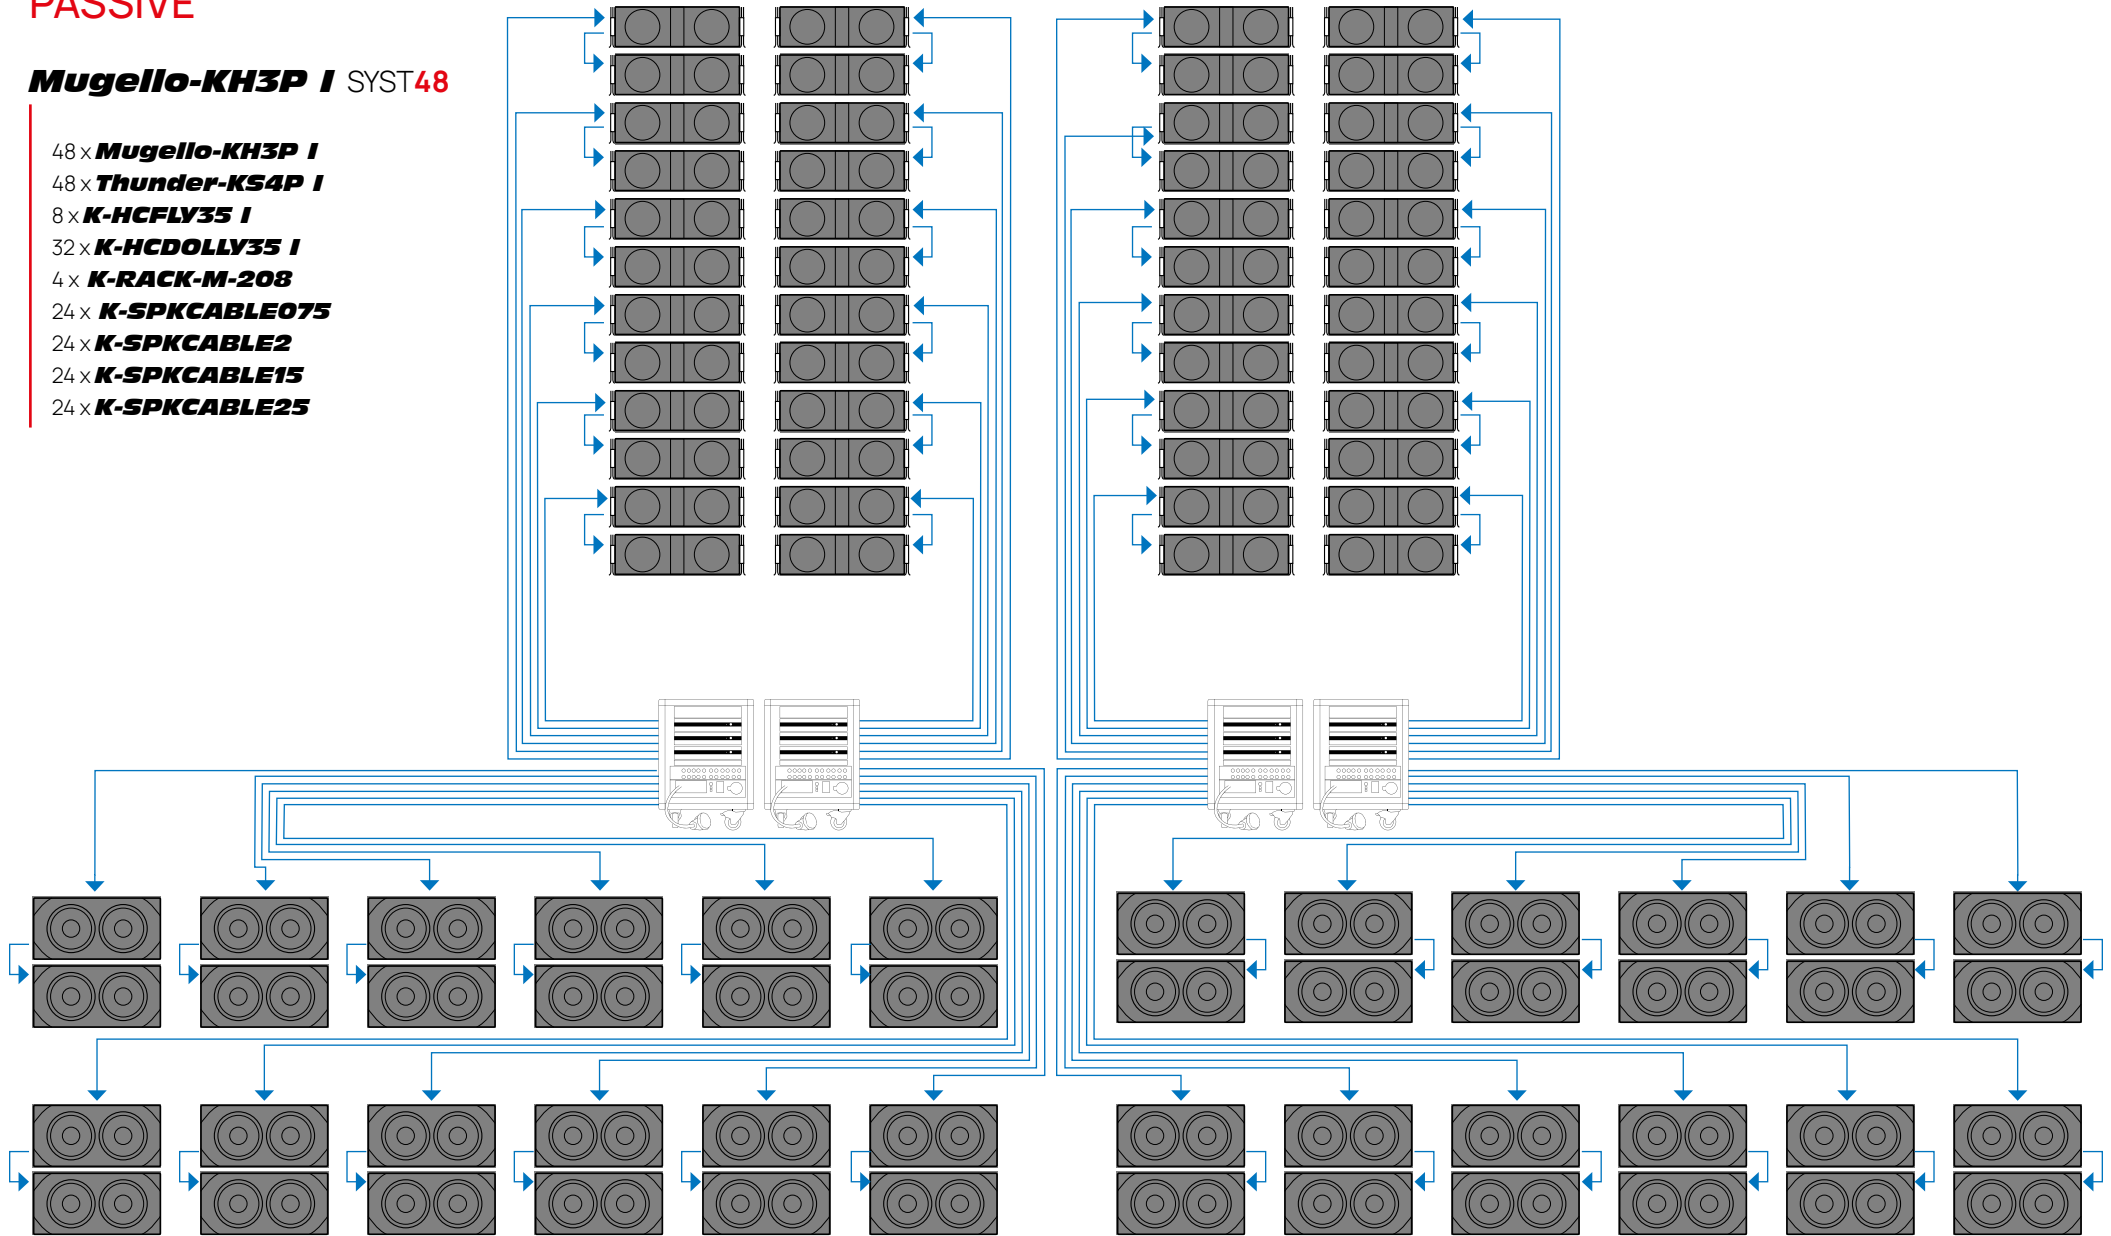 PASSIVE
Mugello-KH3P I SYST48
48 x Mugello-KH3P I
48 x Thunder-KS4P I
8 x K-HCFLY35 I
32 x K-HCDOLLY35 I
4 x K-RACK-M-208
24 x K-SPKCABLE075
24 x K-SPKCABLE2
24 x K-SPKCABLE15
24 x K-SPKCABLE25